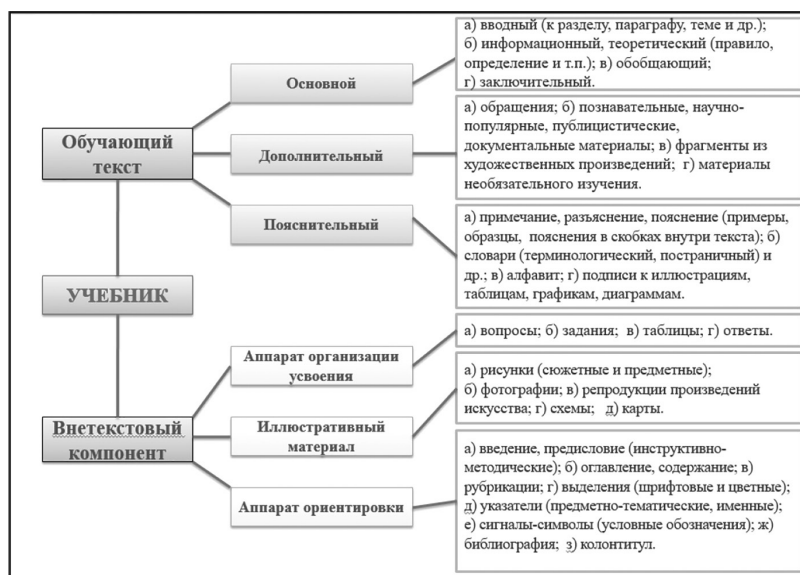 а) вводный (к разделу, параграфу, теме и др.);
б) информационный, теоретический (правило,
определение и т.п.); в) обобщающий;
г) заключительный.
Основной
Обучающий
текст
Дополнительный
а) обращения; б) познавательные, научно-
популярные, публицистические,
документальные материалы; в) фрагменты из
художественных произведений; г) материалы
необязательного изучения.
Пояснительный
а) примечание, разъяснение, пояснение (примеры,
образцы, пояснения в скобках внутри текста); б)
словари (терминологический, постраничный) и
др.; в) алфавит; г) подписи к иллюстрациям,
таблицам, графикам, диаграммам.
УЧЕБНИК
Аппарат организации
усвоения
а) вопросы; б) задания; в) таблицы; г) ответы.
Внетекстовый
компонент
Иллюстративный
материал
а) рисунки (сюжетные и предметные);
б) фотографии; в) репродукции произведений
искусства; г) схемы; д) карты.
Аппарат ориентировки
а) введение, предисловие (инструктивно-
методические); б) оглавление, содержание; в)
рубрикации; г) выделения (шрифтовые и цветные);
д) указатели (предметно-тематические, именные);
е) сигналы-символы (условные обозначения); ж)
библиография; з) колонтитул.